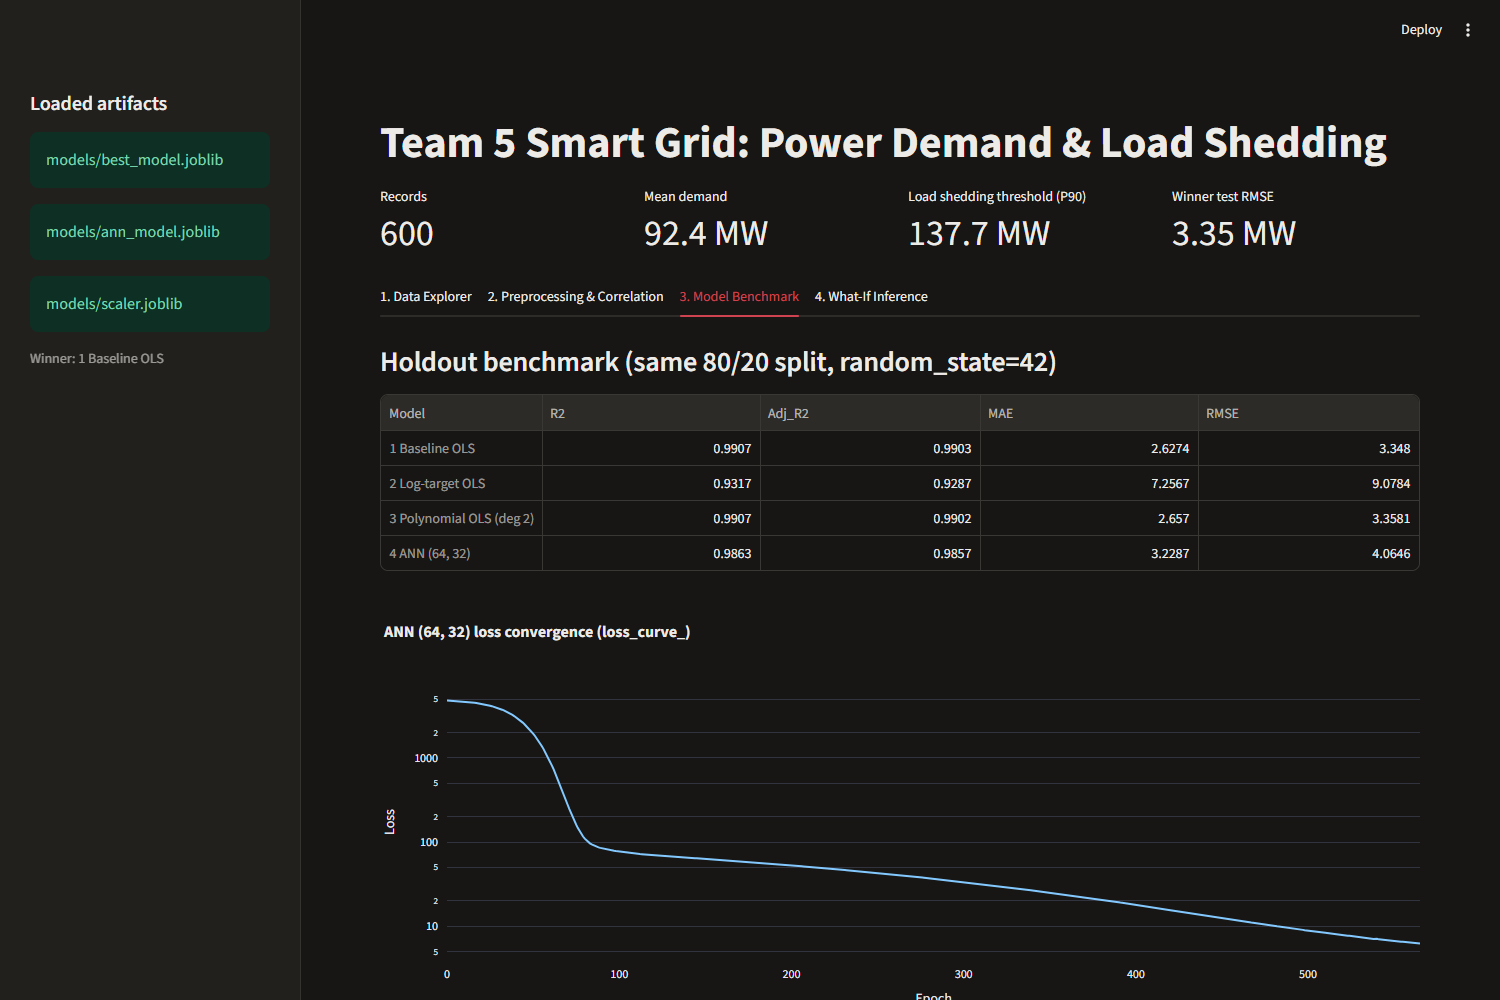 Deploy
Loaded artifacts
models/best_model.joblib
models/ann_model.joblib
models/scaler.joblib
Winner: 1 Baseline OLS
Team 5 Smart Grid: Power Demand & Load Shedding
Records Mean demand Load shedding threshold (P90) Winner test RMSE
600 92.4 MW 137.7 MW 3.35 MW
1. Data Explorer 2. Preprocessing & Correlation 3. Model Benchmark 4. What-If Inference
Holdout benchmark (same 80/20 split, random_state=42)
Model R2 Adj_R2 MAE RMSE
1 Baseline OLS 0.9907 0.9903 2.6274 3.348
2 Log-target OLS 0.9317 0.9287 7.2567 9.0784
3 Polynomial OLS (deg 2) 0.9907 0.9902 2.657 3.3581
4 ANN (64, 32) 0.9863 0.9857 3.2287 4.0646
ANN (64, 32) loss convergence (loss_curve_)
5
2
1000
5
2
Loss
100
5
2
10
5
0 100 200 300 400 500
Epoch